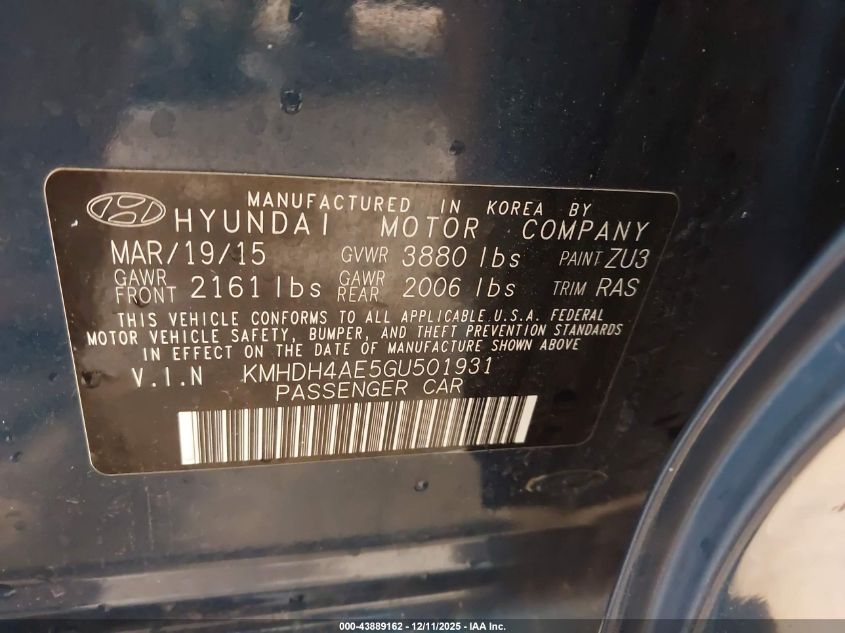 MANUFACTURED IN KOREA BY
HYUNDAI MOTOR COMPANY
MAR/19/15 GVWR 3880 lbs PAINT ZU3
GAWR FRONT 2161 lbs GAWR REAR 2006 lbs TRIM RAS
THIS VEHICLE CONFORMS TO ALL APPLICABLE U.S.A. FEDERAL
MOTOR VEHICLE SAFETY, BUMPER, AND THEFT PREVENTION STANDARDS
IN EFFECT ON THE DATE OF MANUFACTURE SHOWN ABOVE
V.I.N KMHDH4AE5GU501931
PASSENGER CAR
000-43889162 - 12/11/2025 - IAA Inc.